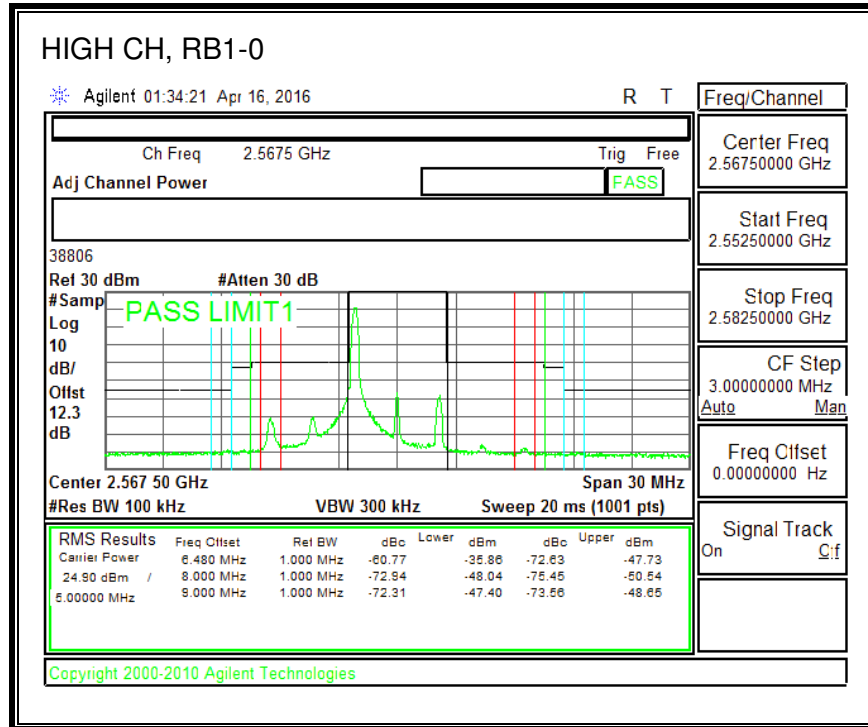 HIGH CH, RB1-0
Agilent 01:34:21 Apr 16, 2016 R T
Freq/Channel
Ch Freq 2.5675 GHz Trig Free
Adj Channel Power PASS
38806
Ref 30 dBm #Atten 30 dB
#Samp
Log
10
dB/
Offst
12.3
dB
PASS LIMIT1
Center 2.567 50 GHz Span 30 MHz
#Res BW 100 kHz VBW 300 kHz Sweep 20 ms (1001 pts)
RMS Results Freq Offset Ref BW dBc Lower dBm dBc Upper dBm
Carrier Power 6.480 MHz 1.000 MHz -60.77 -35.86 -72.63 -47.73
24.90 dBm / 8.000 MHz 1.000 MHz -72.94 -48.04 -75.45 -50.54
5.00000 MHz 9.000 MHz 1.000 MHz -72.31 -47.40 -73.56 -48.65
Center Freq
2.56750000 GHz
Start Freq
2.55250000 GHz
Stop Freq
2.58250000 GHz
CF Step
3.00000000 MHz
Auto Man
Freq Offset
0.00000000 Hz
Signal Track
On Off
Copyright 2000-2010 Agilent Technologies